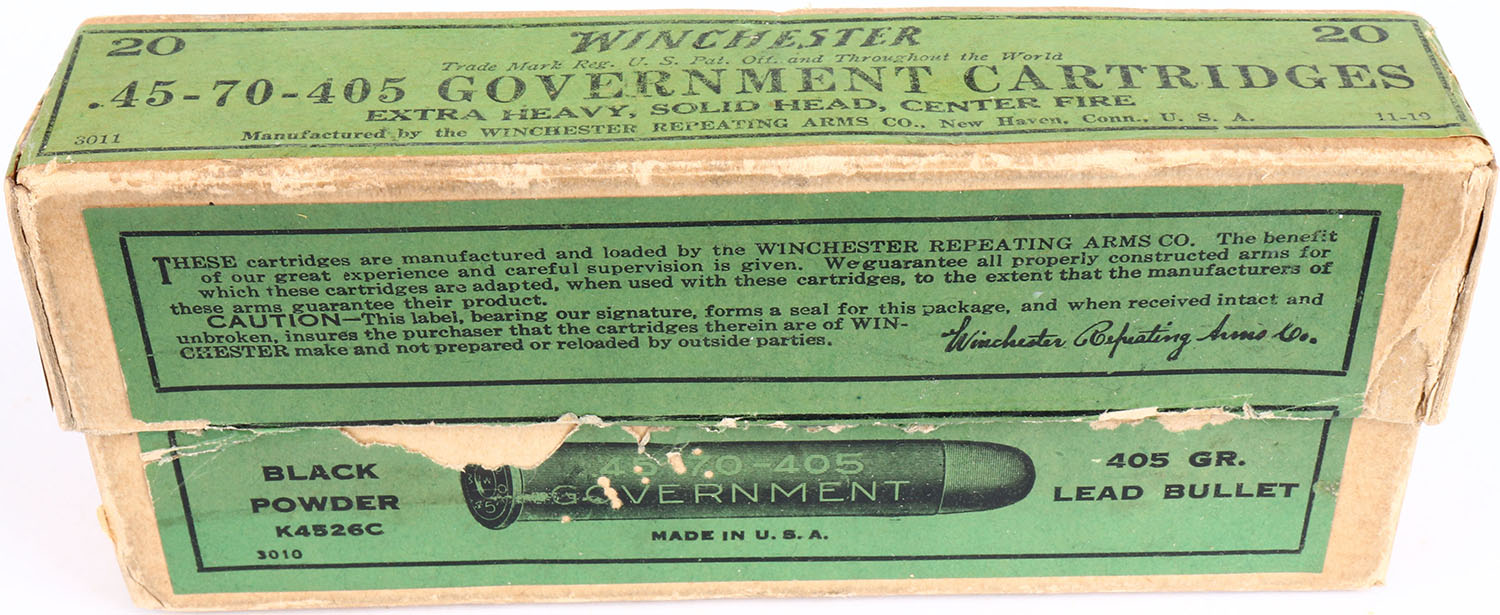 20 WINCHESTER 20
Trade Mark Reg. U. S. Pat. Off. and Throughout the World
.45-70-405 GOVERNMENT CARTRIDGES
EXTRA HEAVY, SOLID HEAD, CENTER FIRE
3011 Manufactured by the WINCHESTER REPEATING ARMS CO., New Haven, Conn., U. S. A. 11-19
THESE cartridges are manufactured and loaded by the WINCHESTER REPEATING ARMS CO. The benefit
of our great experience and careful supervision is given. We guarantee all properly constructed arms for
which these cartridges are adapted, when used with these cartridges, to the extent that the manufacturers of
these arms guarantee their product.
CAUTION—This label, bearing our signature, forms a seal for this package, and when received intact and
unbroken, insures the purchaser that the cartridges therein are of WIN-
CHESTER make and not prepared or reloaded by outside parties.
Winchester Repeating Arms Co.
BLACK
POWDER
K4526C
3010
45-70-405
GOVERNMENT
MADE IN U. S. A.
405 GR.
LEAD BULLET